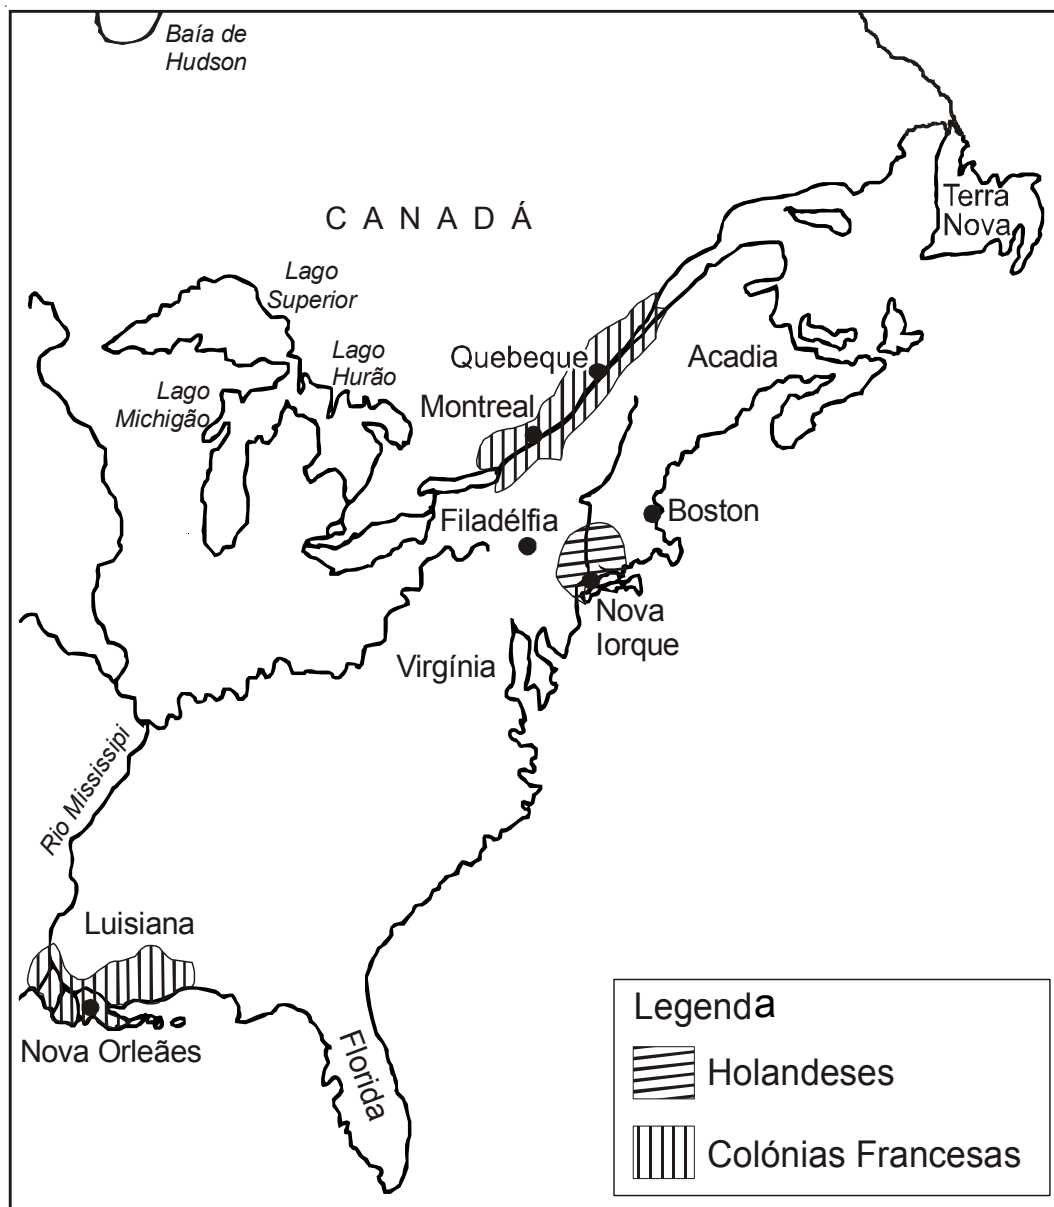 Baía de
Hudson
Terra
Nova
CANADÁ
Lago
Superior
Lago
Hurão
Quebeque
Acadia
Lago
Michigão
Montreal
Filadélfia
Boston
Nova
Iorque
Virgínia
Rio Mississipi
Luisiana
Nova Orleães
Florida
Legenda
Holandeses
Colónias Francesas